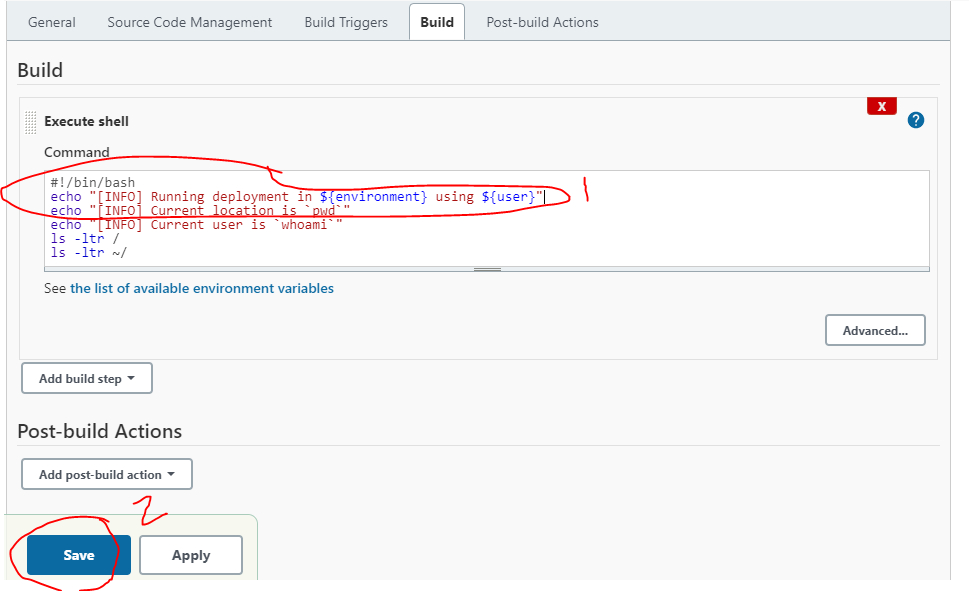 General Source Code Management Build Triggers Build Post-build Actions
Build
X
Execute shell
?
Command
#!/bin/bash
echo "[INFO] Running deployment in ${environment} using ${user}"
1
echo "[INFO] Current location is `pwd`"
echo "[INFO] Current user is `whoami`"
ls -ltr /
ls -ltr ~/
See the list of available environment variables
Advanced...
Add build step
Post-build Actions
Add post-build action
2
Save Apply